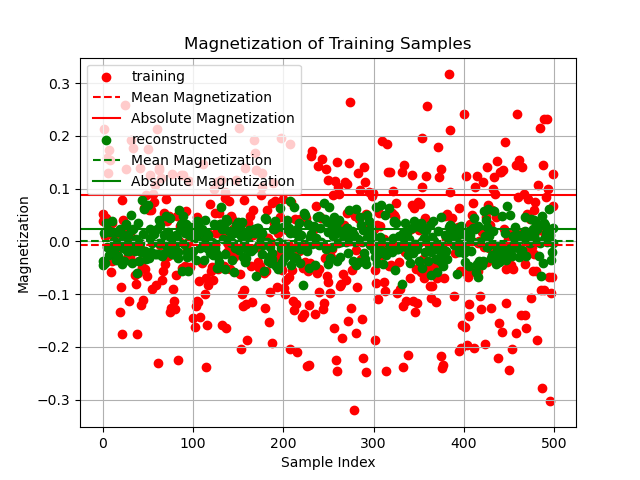 Magnetization of Training Samples
training
Mean Magnetization
Absolute Magnetization
reconstructed
Mean Magnetization
Absolute Magnetization
Magnetization
0.3
0.2
0.1
0.0
−0.1
−0.2
−0.3
0
100
200
300
400
500
Sample Index